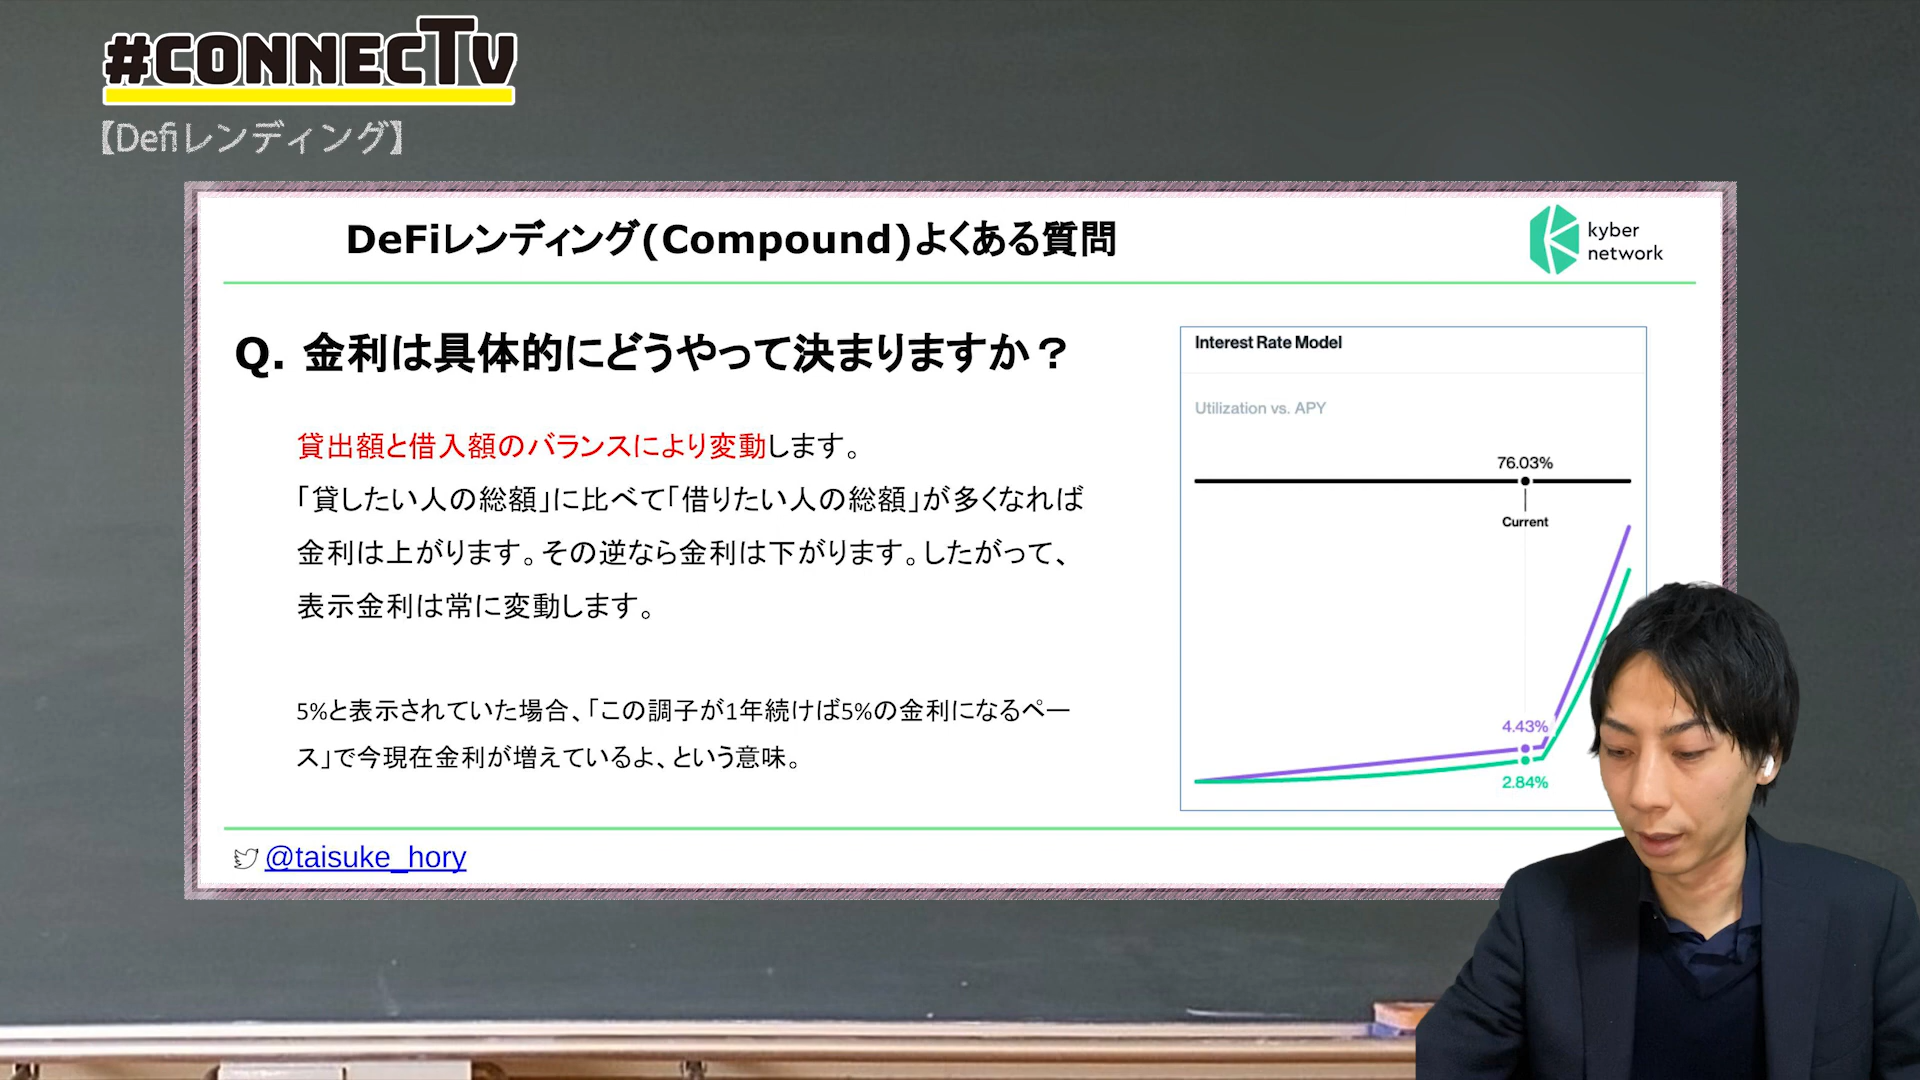 #CONNECTV
【Defiレンディング】
DeFiレンディング(Compound)よくある質問
kyber
network
Q. 金利は具体的にどうやって決まりますか？
貸出額と借入額のバランスにより変動します。
「貸したい人の総額」に比べて「借りたい人の総額」が多くなれば
金利は上がります。その逆なら金利は下がります。したがって、
表示金利は常に変動します。
5%と表示されていた場合、「この調子が1年続けば5%の金利になるペー
ス」で今現在金利が増えているよ、という意味。
Interest Rate Model
Utilization vs. APY
76.03%
Current
4.43%
2.84%
@taisuke_hory